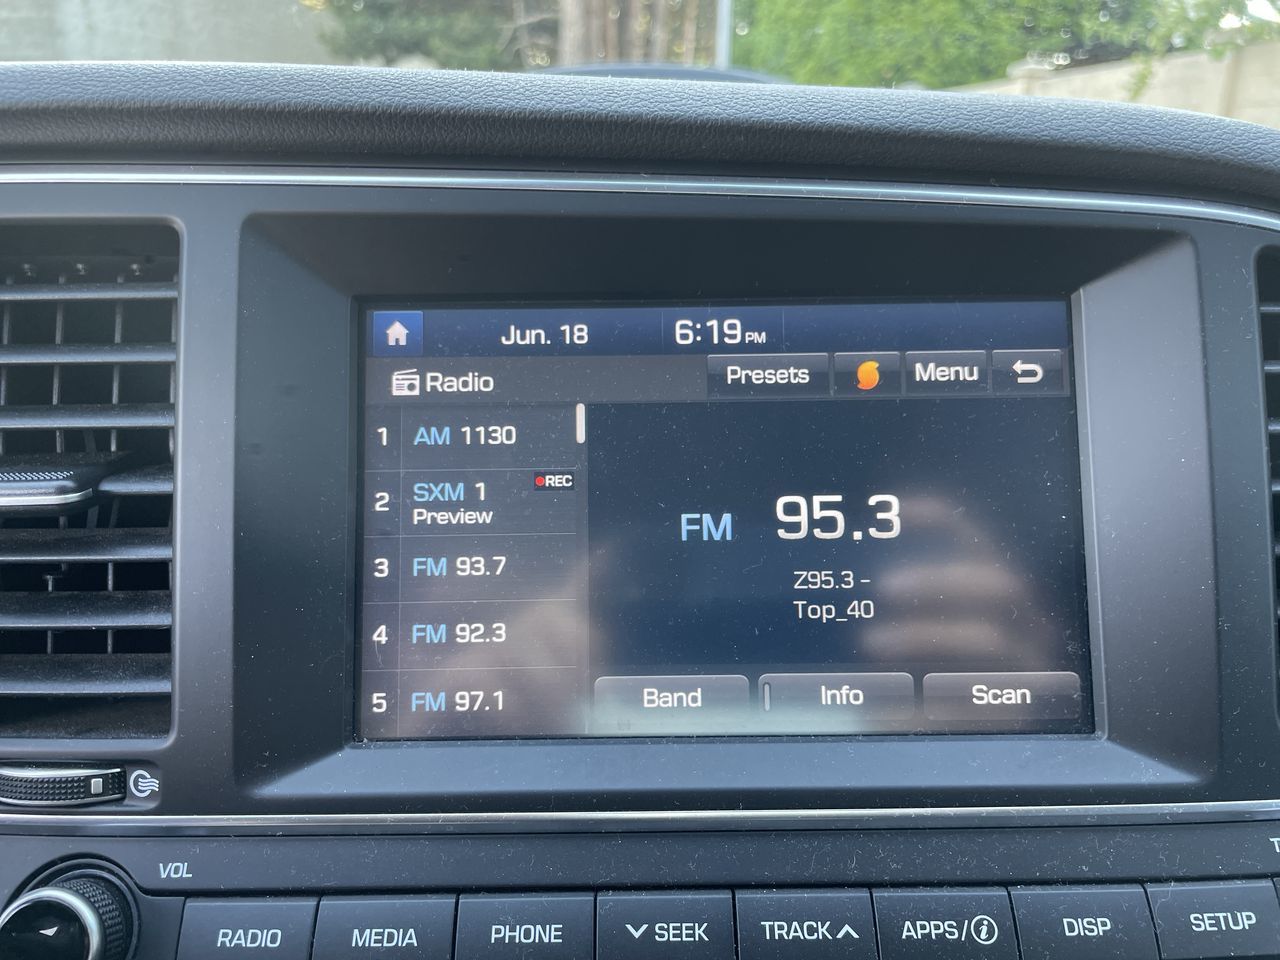 Jun. 18 6:19 PM
Radio Presets Menu
1 AM 1130
2 SXM 1 REC
Preview
3 FM 93.7
4 FM 92.3
5 FM 97.1
FM 95.3
Z95.3 -
Top_40
Band Info Scan
VOL
RADIO MEDIA PHONE SEEK TRACK APPS/i DISP SETUP
T